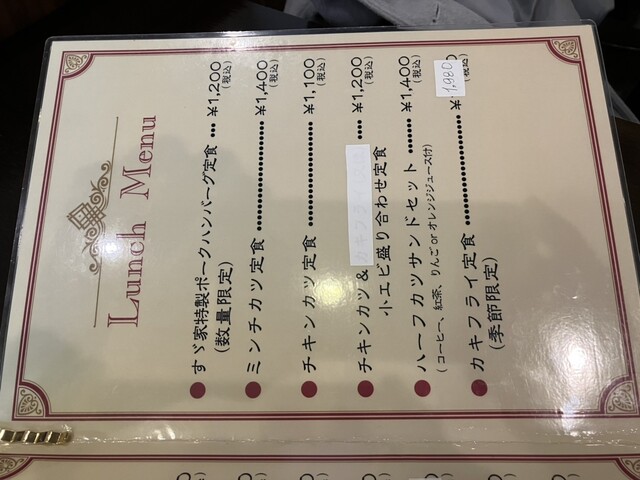 Lunch Menu
すゞ家特製ポークハンバーグ定食 … ¥1,200
(税込)
(数量限定)
ミンチカツ定食 ¥1,400
(税込)
チキンカツ定食 ¥1,100
(税込)
チキンカツ& … ¥1,200
(税込)
小エビ盛り合わせ定食
ハーフカツサンドセット ¥1,400
(税込)
(コーヒー、紅茶、りんご or オレンジジュース付)
カキフライ定食 ¥1,980
(税込)
(季節限定)